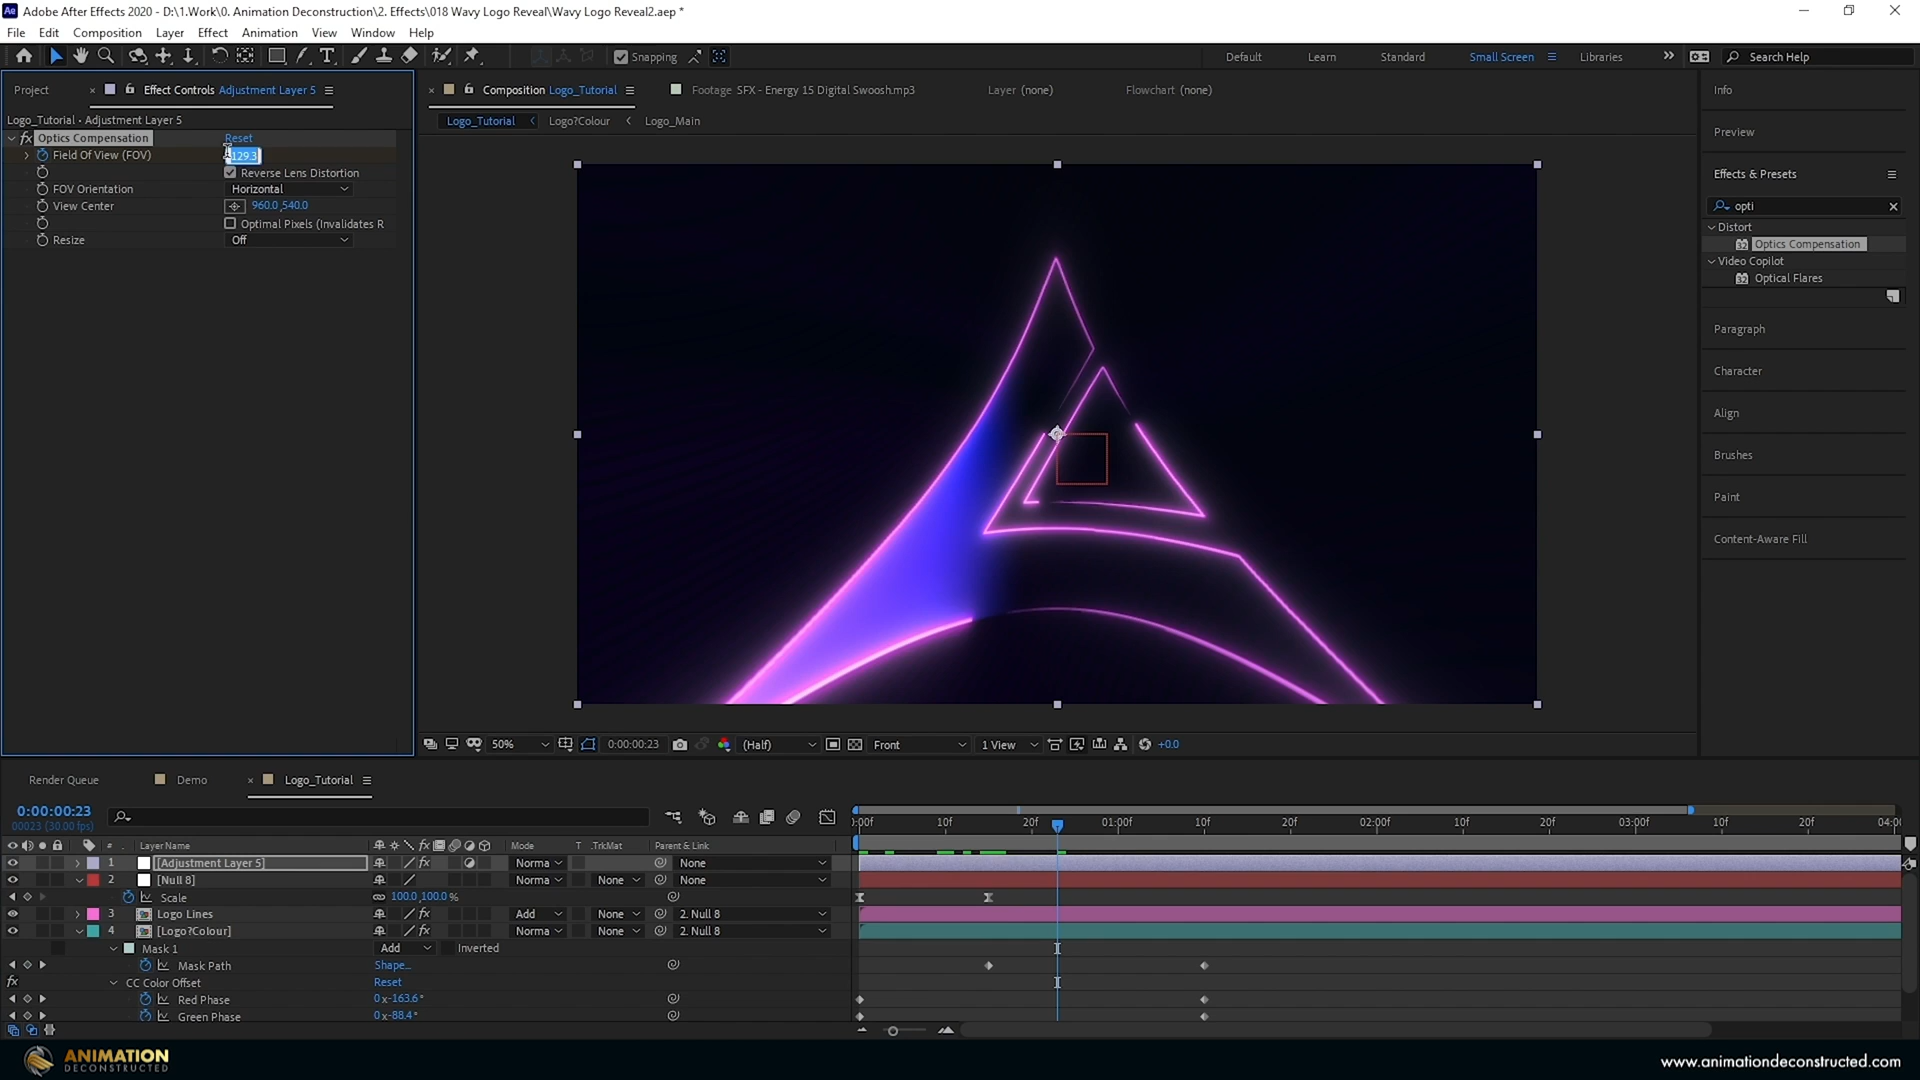 Ae Adobe After Effects 2020 - D:\1.Work\0. Animation Deconstruction\2. Effects\018 Wavy Logo Reveal\Wavy Logo Reveal2.aep *
File Edit Composition Layer Effect Animation View Window Help
Snapping Default Learn Standard Small Screen Libraries Search Help
Project Effect Controls Adjustment Layer 5 Composition Logo_Tutorial Footage SFX - Energy 15 Digital Swoosh.mp3 Layer (none) Flowchart (none) Info
Logo_Tutorial • Adjustment Layer 5 Logo_Tutorial Logo?Colour Logo_Main
fx Optics Compensation Reset Preview
Field Of View (FOV) 129.3
Reverse Lens Distortion Effects & Presets
FOV Orientation Horizontal
View Center 960.0,540.0 opti
Optimal Pixels (Invalidates R Distort
Resize Off Optics Compensation
Video Copilot
Optical Flares
Paragraph
Character
Align
Brushes
Paint
Content-Aware Fill
50% 0:00:00:23 (Half) Front 1 View +0.0
Render Queue Demo Logo_Tutorial
0:00:00:23
00023 (30.00 fps) :00f 10f 20f 01:00f 10f 20f 02:00f 10f 20f 03:00f 10f 20f 04:00
# Layer Name fx Mode T .TrkMat Parent & Link
1 [Adjustment Layer 5] fx Norma None
2 [Null 8] Norma None None
Scale 100.0,100.0 %
3 Logo Lines fx Add None 2. Null 8
4 [Logo?Colour] Norma None 2. Null 8
Mask 1 Add Inverted
Mask Path Shape...
fx CC Color Offset Reset
Red Phase 0x-163.6°
Green Phase 0x-88.4°
ANIMATION
DECONSTRUCTED
www.animationdeconstructed.com